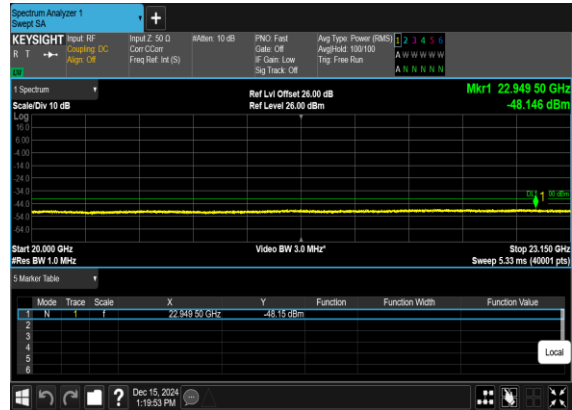 Spectrum Analyzer 1
Swept SA
+
KEYSIGHT Input: RF Input Z: 50 Ω #Atten: 10 dB PNO: Fast Avg Type: Power (RMS) 1 2 3 4 5 6
R T Coupling: DC Corr CCorr Gate: Off Avg|Hold: 100/100 A W W W W W
Align: Off Freq Ref: Int (S) IF Gain: Low Trig: Free Run
Sig Track: Off A N N N N N
1 Spectrum Ref Lvl Offset 26.00 dB Mkr1 22.949 50 GHz
Scale/Div 10 dB Ref Level 26.00 dBm -48.146 dBm
Log
16.0
6.00
-4.00
-14.0
-24.0
-34.0 1
-44.0
-54.0
-64.0
Start 20.000 GHz Video BW 3.0 MHz* Stop 23.150 GHz
#Res BW 1.0 MHz Sweep 5.33 ms (40001 pts)
5 Marker Table
Mode Trace Scale X Y Function Function Width Function Value
1 N 1 f 22.949 50 GHz -48.15 dBm
2
3
4
5
6
Local
? Dec 15, 2024
1:19:53 PM